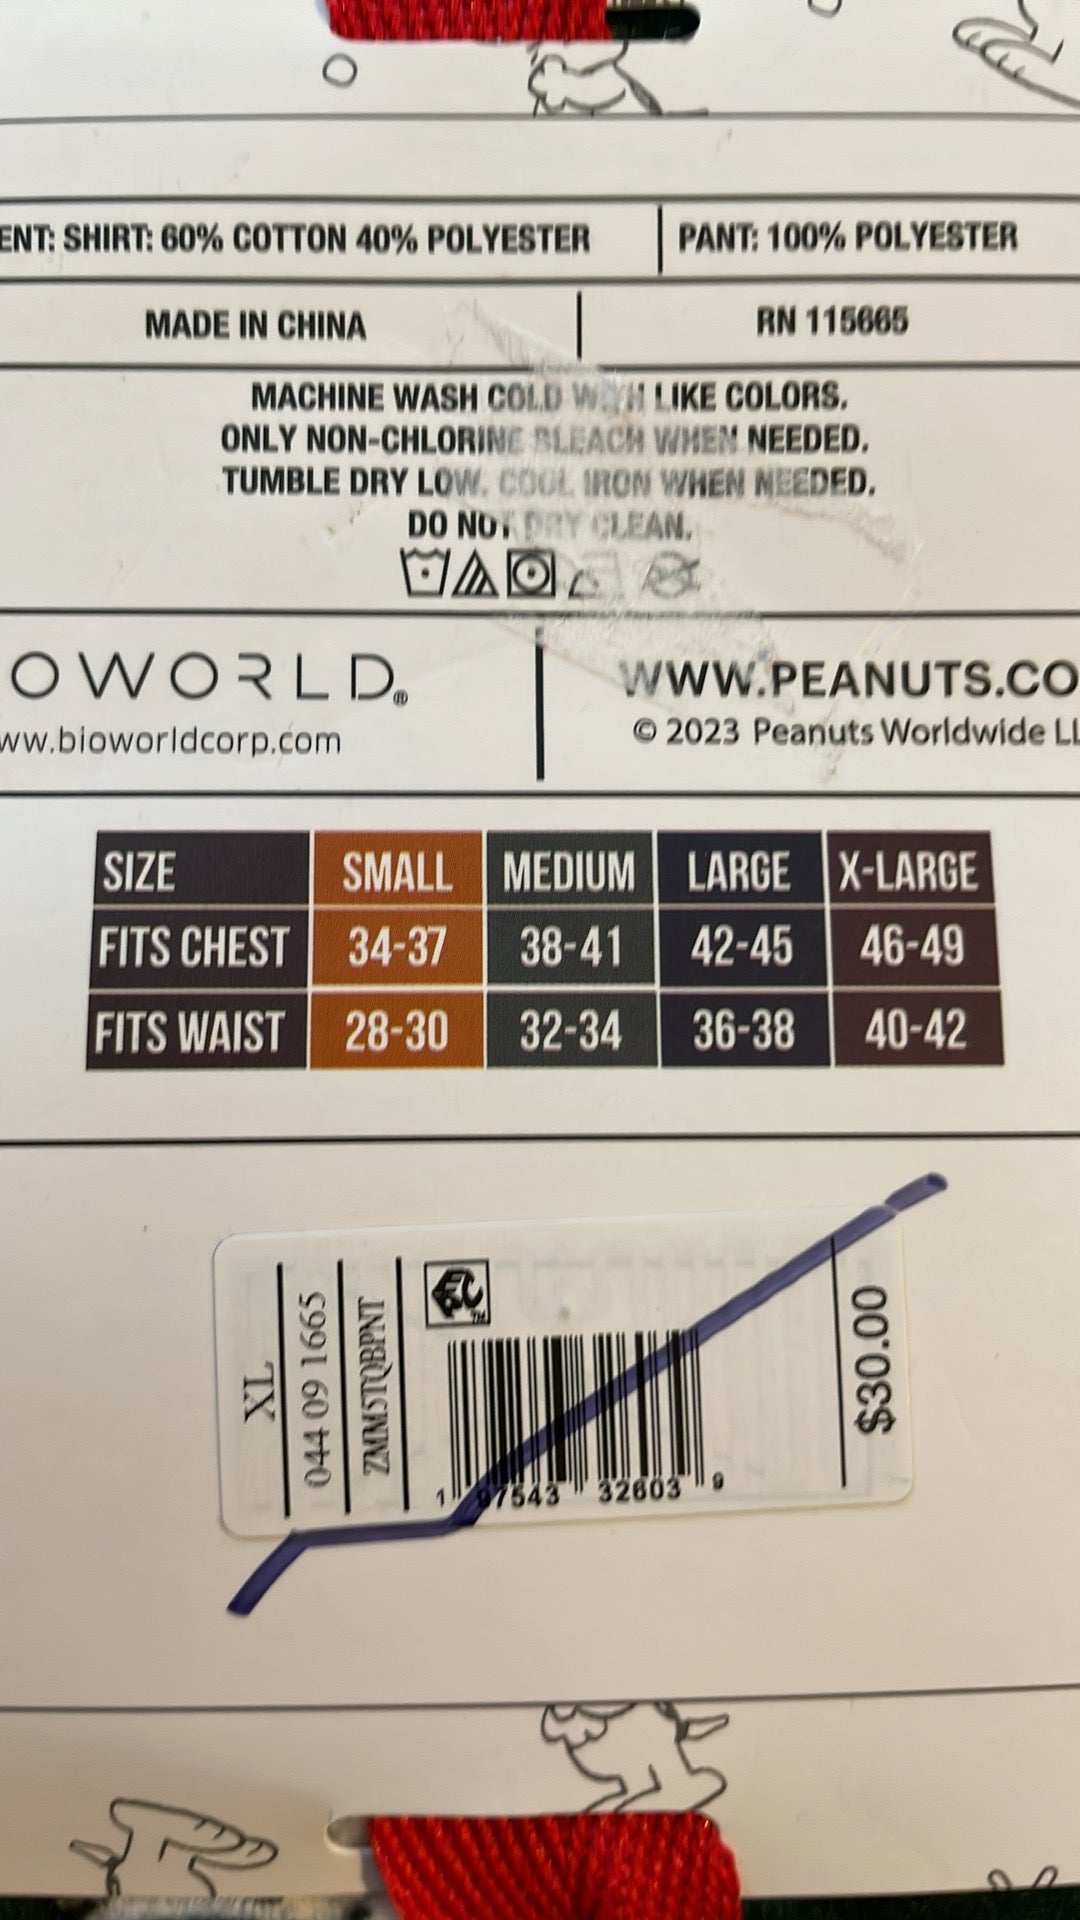 ENT: SHIRT: 60% COTTON 40% POLYESTER
PANT: 100% POLYESTER
MADE IN CHINA
RN 115665
MACHINE WASH COLD WITH LIKE COLORS.
ONLY NON-CHLORINE BLEACH WHEN NEEDED.
TUMBLE DRY LOW. COOL IRON WHEN NEEDED.
DO NOT DRY CLEAN.
OWORLD®
ww.bioworldcorp.com
WWW.PEANUTS.CO
© 2023 Peanuts Worldwide LL
SIZE SMALL MEDIUM LARGE X-LARGE
FITS CHEST 34-37 38-41 42-45 46-49
FITS WAIST 28-30 32-34 36-38 40-42
XL
044 09 1665
ZMM5TQBPNT
TM
1 97543 32603 9
$30.00